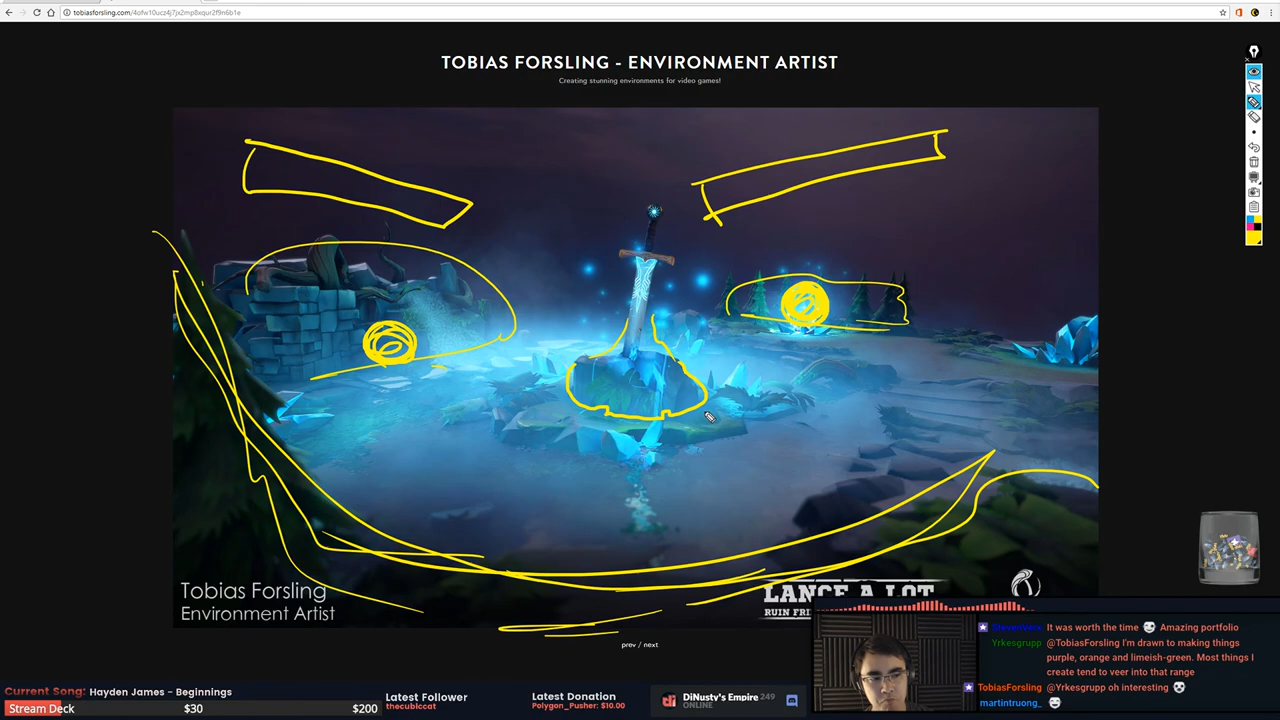 tobiasforsling.com/4ofw10ucz4j7jx2mp8xqur2f9n6b1e
TOBIAS FORSLING - ENVIRONMENT ARTIST
Creating stunning environments for video games!
Tobias Forsling
Environment Artist
LANCE A LOT
prev / next
It was worth the time Amazing portfolio
Yrkesgrupp @TobiasForsling I'm drawn to making things
purple, orange and limeish-green. Most things I
create tend to veer into that range
TobiasForsling @Yrkesgrupp oh interesting
martintruong_
Current Song: Hayden James - Beginnings
Stream Deck $30 $200
Latest Follower
thecubiccat
Latest Donation
Polygon_Pusher: $10.00
DiNusty's Empire 249
ONLINE